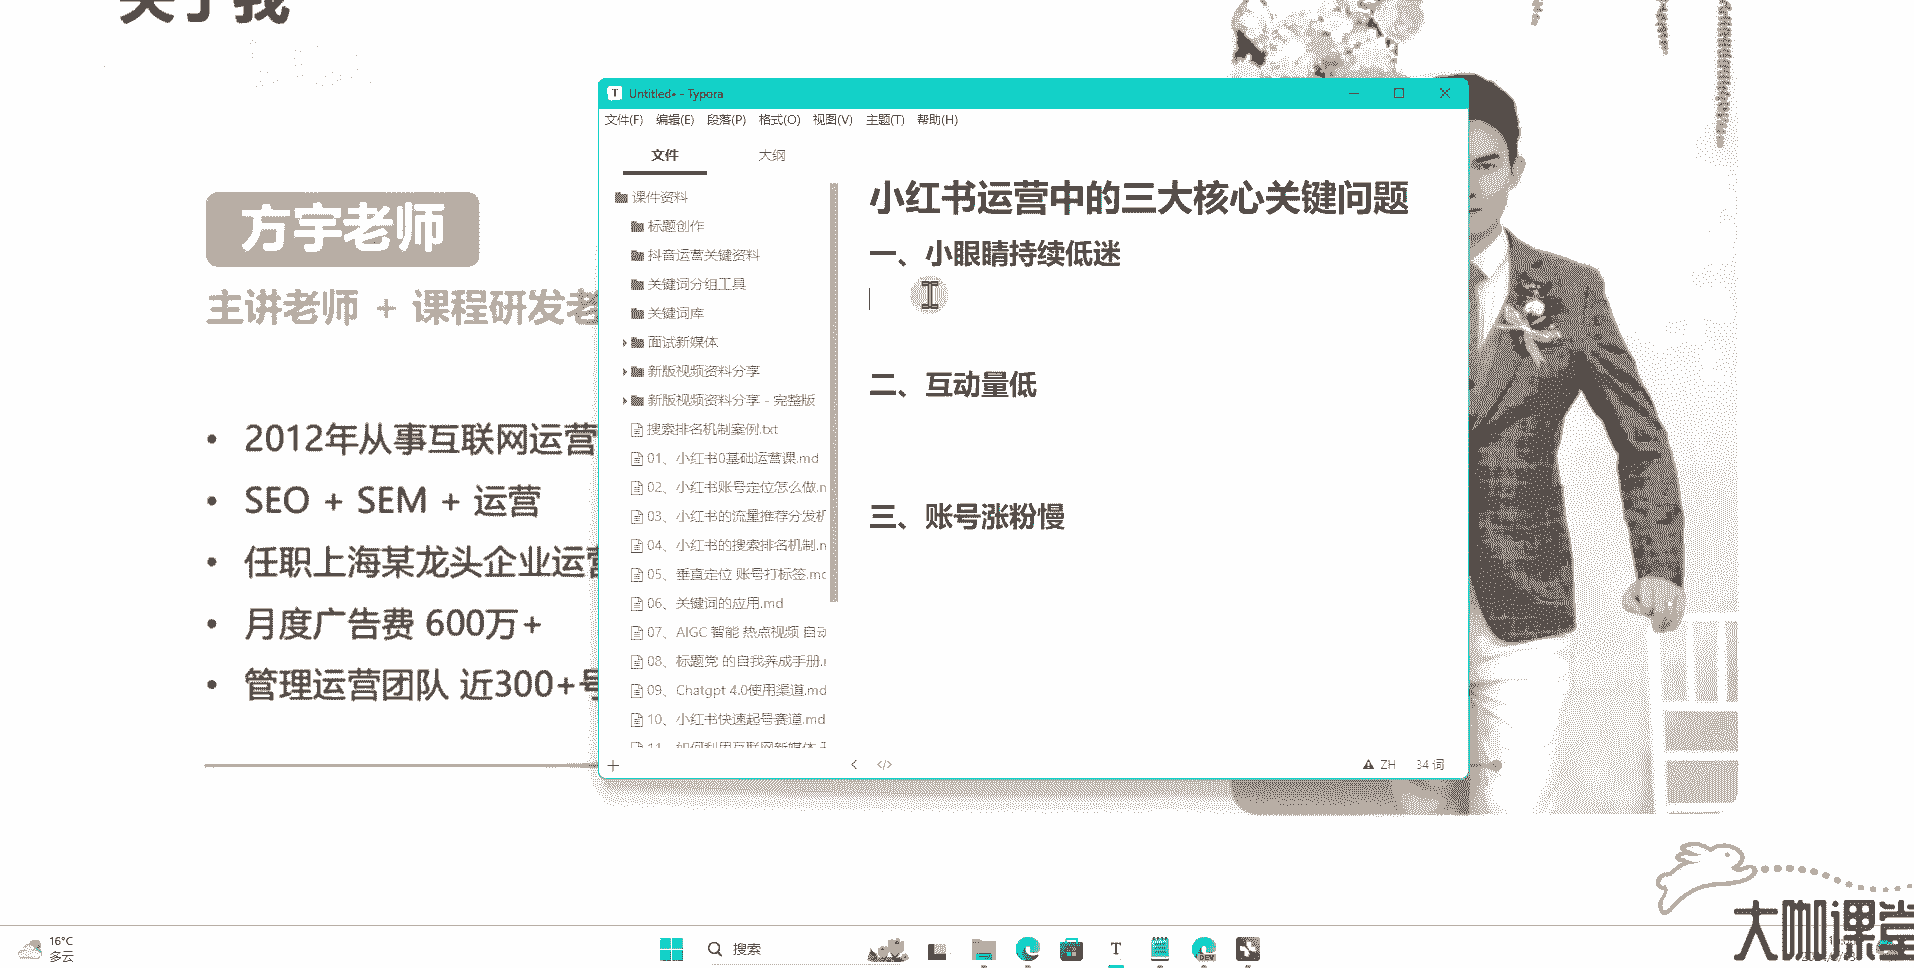 关于我
方宇老师
主讲老师 + 课程研发老
2012年从事互联网运营
SEO + SEM + 运营
任职上海某龙头企业运营
月度广告费 600万+
管理运营团队 近300+号
Untitled• - Typora
文件(F) 编辑(E) 段落(P) 格式(O) 视图(V) 主题(T) 帮助(H)
文件 大纲
课件资料
标题创作
抖音运营关键资料
关键词分组工具
关键词库
面试新媒体
新版视频资料分享
新版视频资料分享 - 完整版
搜索排名机制案例.txt
01、小红书0基础运营课.md
02、小红书账号定位怎么做.m
03、小红书的流量推荐分发机
04、小红书的搜索排名机制.m
05、垂直定位 账号打标签.md
06、关键词的应用.md
07、AIGC 智能 热点视频 自动
08、标题党 的自我养成手册.m
09、Chatgpt 4.0使用渠道.md
10、小红书快速起号赛道.md
11、如何利用互联网新媒体
小红书运营中的三大核心关键问题
一、小眼睛持续低迷
二、互动量低
三、账号涨粉慢
</> ZH 34 词
大咖课堂
16°C
多云
搜索
T
DEV